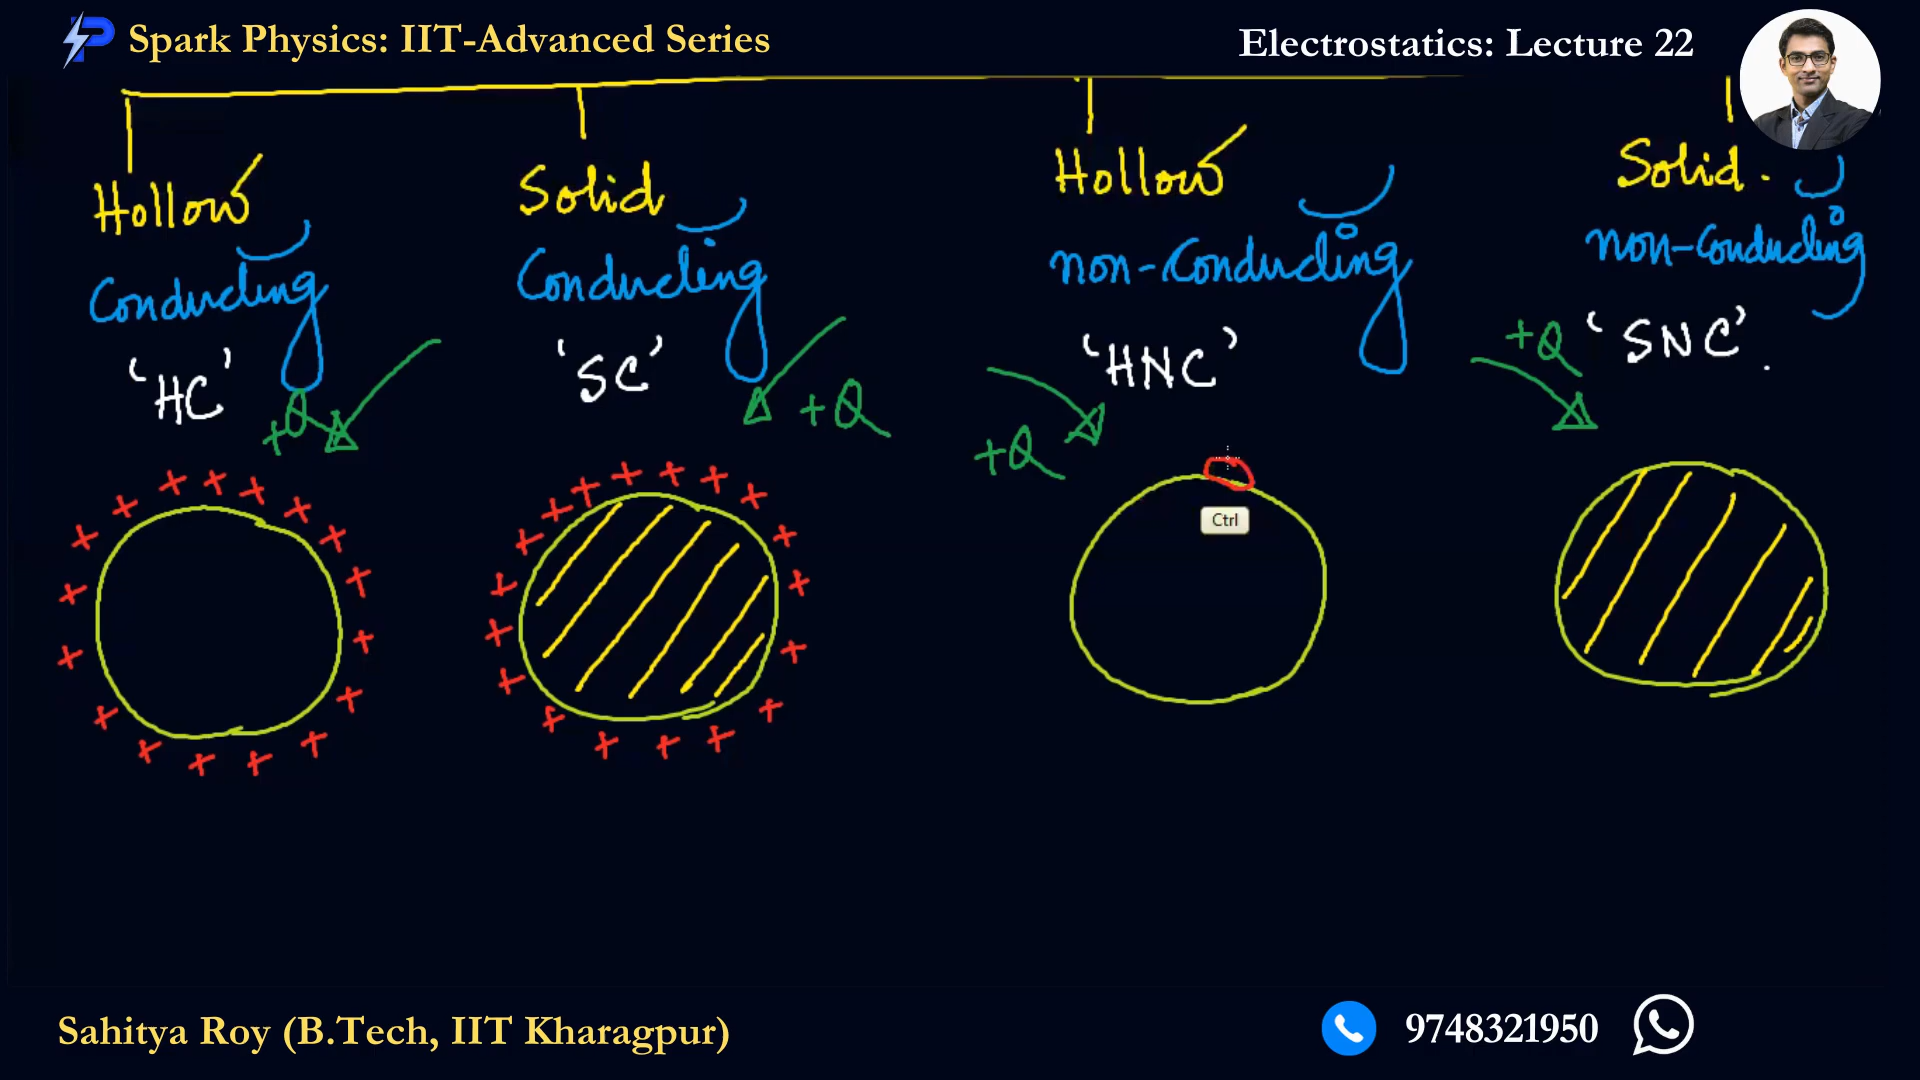 Spark Physics: IIT-Advanced Series
Electrostatics: Lecture 22
Hollow
Conducting
'HC'
+Q
Solid
Conducting
'SC'
+Q
Hollow
non-Conducting
'HNC'
+Q
Ctrl
Solid.
non-Conducting
'SNC'.
+Q
+ + + + + + + + + + + + + + + + + + + + +
+ + + + + + + + + + + + + + + + + + + +
Sahitya Roy (B.Tech, IIT Kharagpur)
9748321950